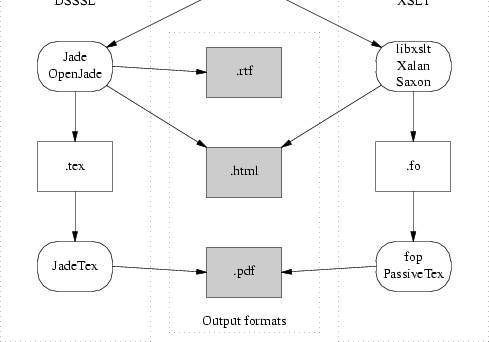 DSSSL
XSLT
Jade
OpenJade
.rtf
libxslt
Xalan
Saxon
.tex
.html
.fo
JadeTex
.pdf
fop
PassiveTex
Output formats